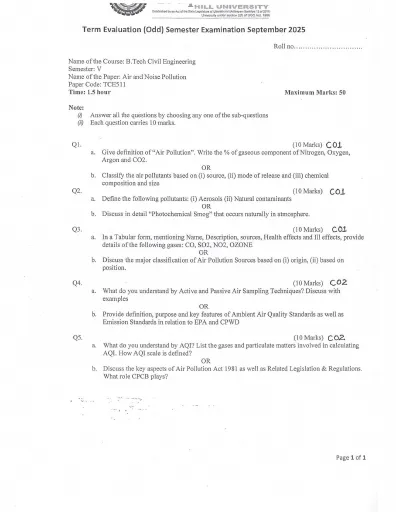 HILL UNIVERSITY
Term Evaluation (Odd) Semester Examination September 2025
Roll no..............................
Name of the Course: B.Tech Civil Engineering
Semester: V
Name of the Paper: Air and Noise Pollution
Paper Code: TCE511
Time: 1.5 hour Maximum Marks: 50
Note:
(i) Answer all the questions by choosing any one of the sub-questions
(ii) Each question carries 10 marks.
Q1. (10 Marks) CO1
a. Give definition of "Air Pollution". Write the % of gaseous component of Nitrogen, Oxygen,
Argon and CO2.
OR
b. Classify the air pollutants based on (i) source, (ii) mode of release and (iii) chemical
composition and size
Q2. (10 Marks) CO1
a. Define the following pollutants: (i) Aerosols (ii) Natural contaminants
OR
b. Discuss in detail "Photochemical Smog" that occurs naturally in atmosphere.
Q3. (10 Marks) CO1
a. In a Tabular form, mentioning Name, Description, sources, Health effects and Ill effects, provide
details of the following gases: CO, SO2, NO2, OZONE
OR
b. Discuss the major classification of Air Pollution Sources based on (i) origin, (ii) based on
position.
Q4. (10 Marks) CO2
a. What do you understand by Active and Passive Air Sampling Techniques? Discuss with
examples
OR
b. Provide definition, purpose and key features of Ambient Air Quality Standards as well as
Emission Standards in relation to EPA and CPWD
Q5. (10 Marks) CO2
a. What do you understand by AQI? List the gases and particulate matters involved in calculating
AQI. How AQI scale is defined?
OR
b. Discuss the key aspects of Air Pollution Act 1981 as well as Related Legislation & Regulations.
What role CPCB plays?
Page 1 of 1